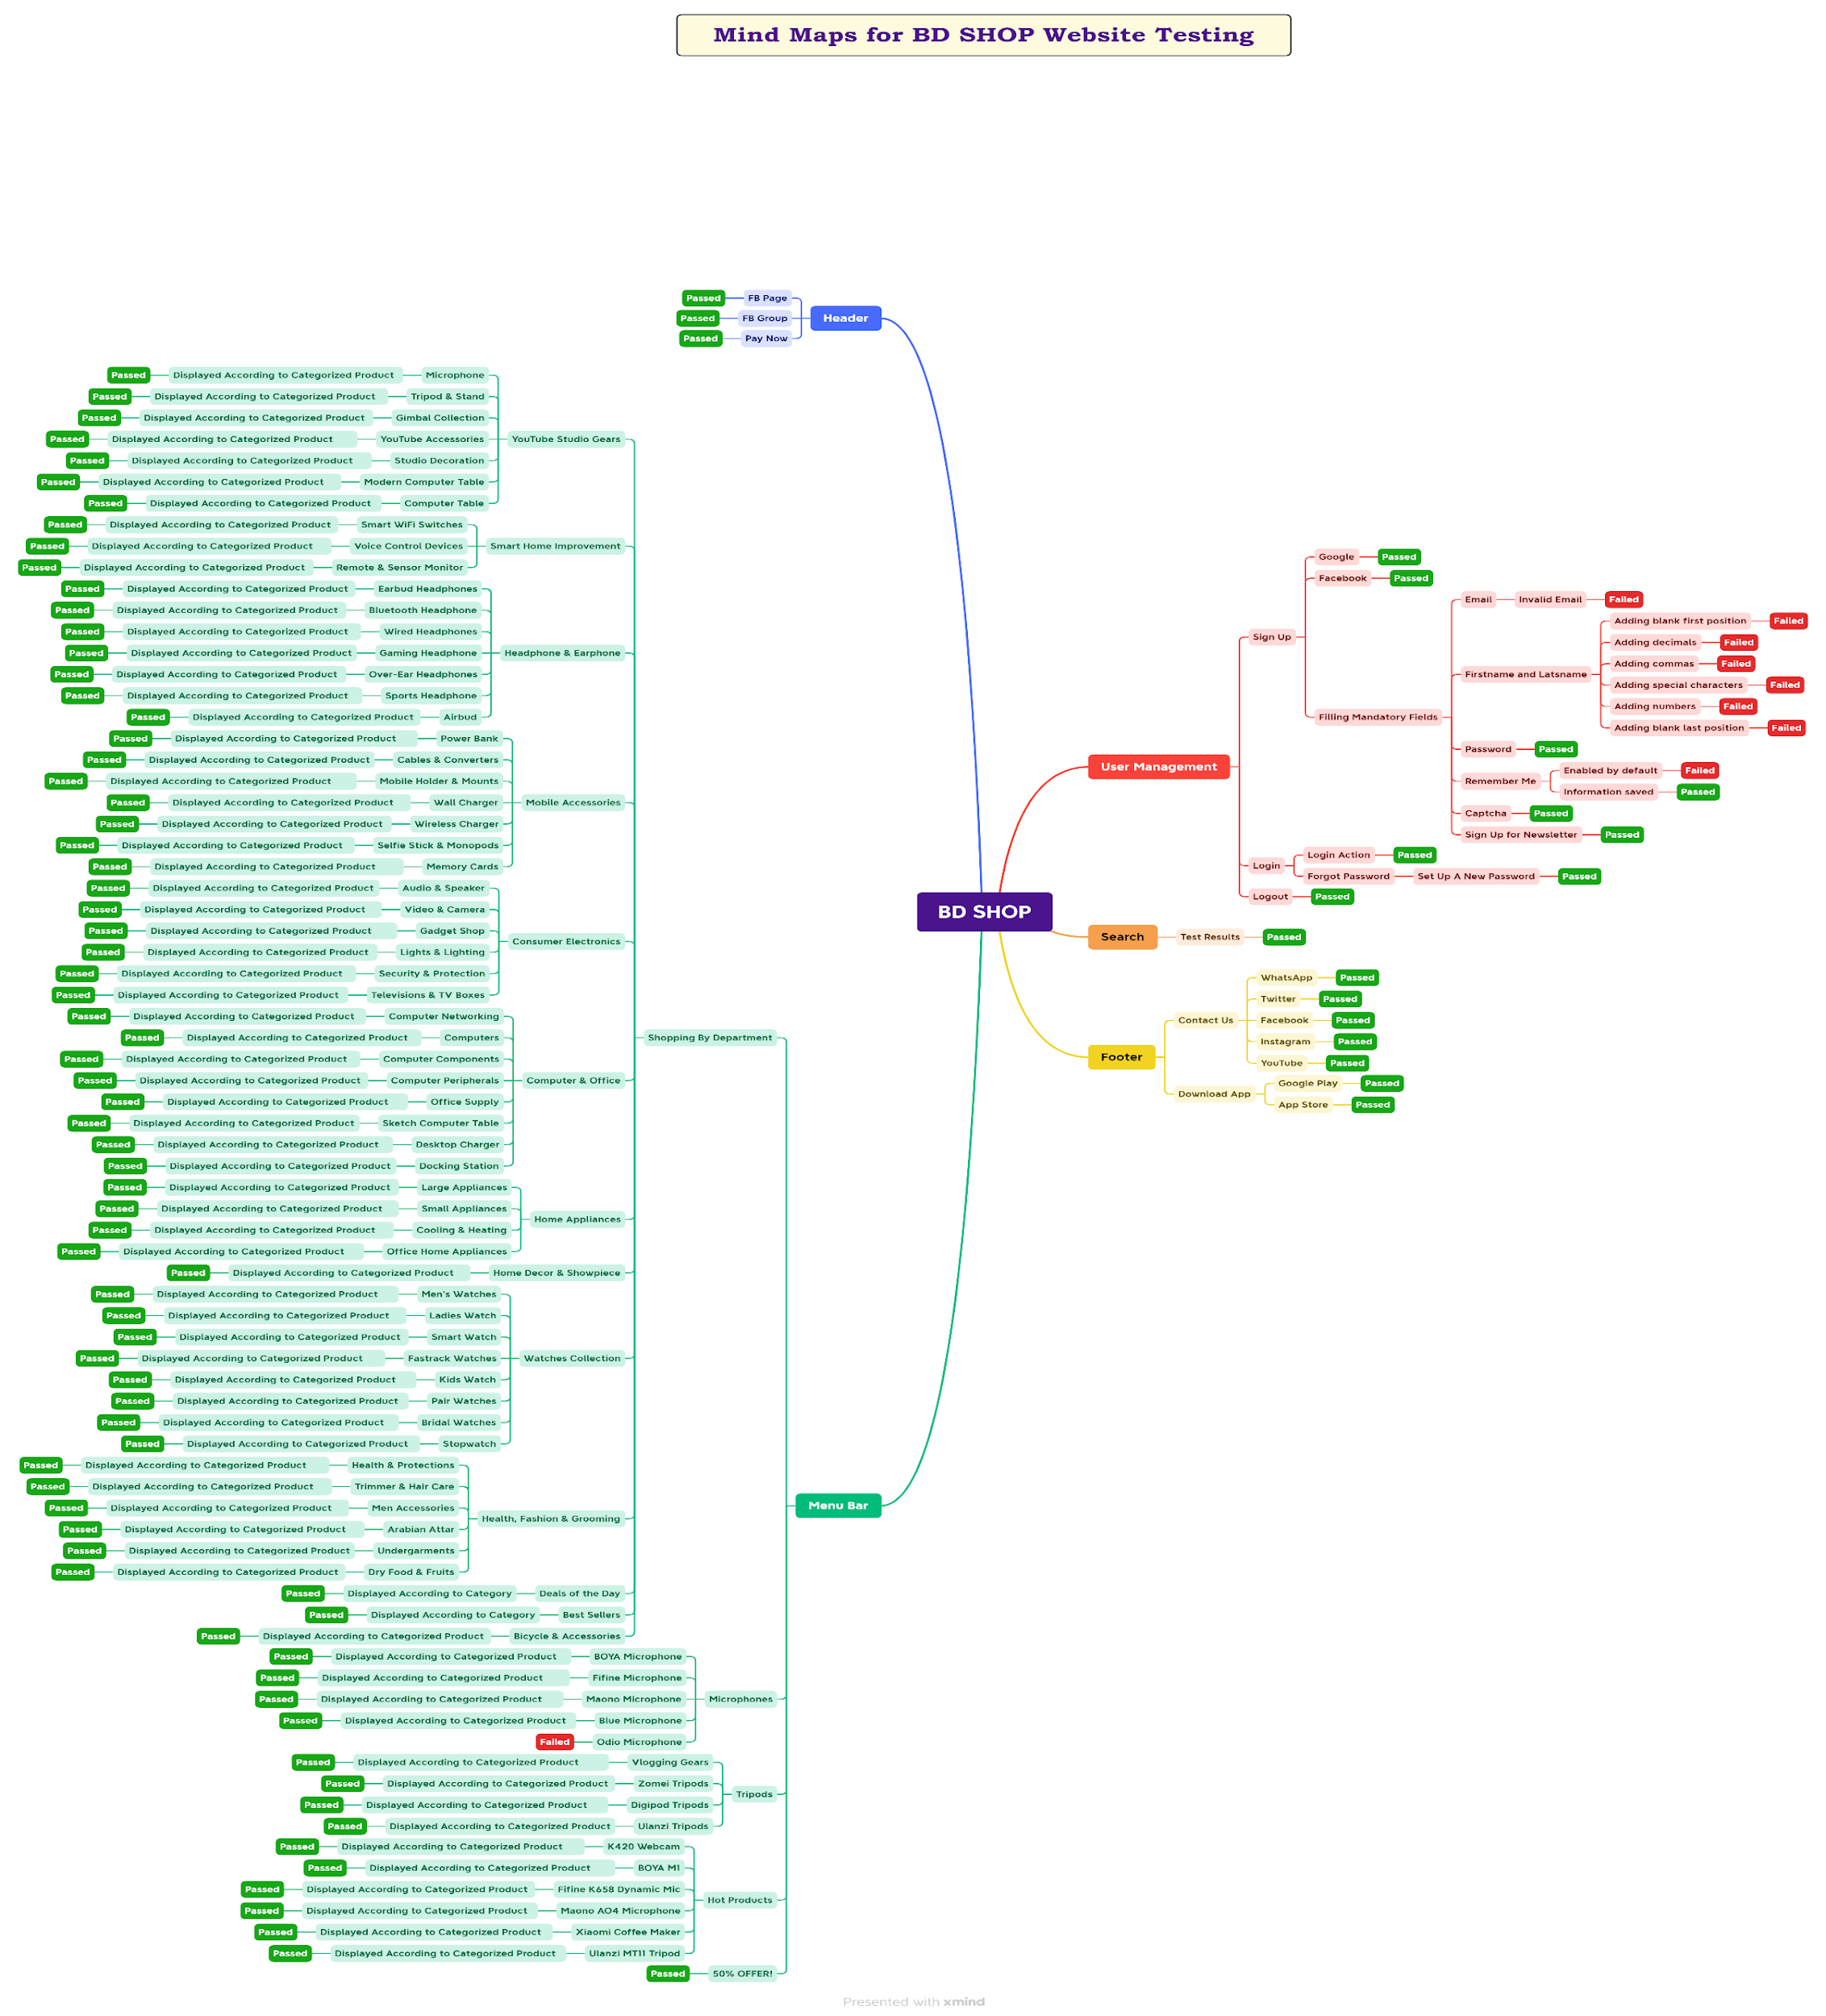 Mind Maps for BD SHOP Website Testing
Passed FB Page
Passed FB Group Header
Passed Pay Now
Passed Displayed According to Categorized Product Microphone
Passed Displayed According to Categorized Product Tripod & Stand
Passed Displayed According to Categorized Product Gimbal Collection
Passed Displayed According to Categorized Product YouTube Accessories YouTube Studio Gears
Passed Displayed According to Categorized Product Studio Decoration
Passed Displayed According to Categorized Product Modern Computer Table
Passed Displayed According to Categorized Product Computer Table
Passed Displayed According to Categorized Product Smart WiFi Switches
Passed Displayed According to Categorized Product Voice Control Devices Smart Home Improvement
Passed Displayed According to Categorized Product Remote & Sensor Monitor
Passed Displayed According to Categorized Product Earbud Headphones
Passed Displayed According to Categorized Product Bluetooth Headphone
Passed Displayed According to Categorized Product Wired Headphones
Passed Displayed According to Categorized Product Gaming Headphone Headphone & Earphone
Passed Displayed According to Categorized Product Over-Ear Headphones
Passed Displayed According to Categorized Product Sports Headphone
Passed Displayed According to Categorized Product Airbud
Passed Displayed According to Categorized Product Power Bank
Passed Displayed According to Categorized Product Cables & Converters
Passed Displayed According to Categorized Product Mobile Holder & Mounts
Passed Displayed According to Categorized Product Wall Charger Mobile Accessories
Passed Displayed According to Categorized Product Wireless Charger
Passed Displayed According to Categorized Product Selfie Stick & Monopods
Passed Displayed According to Categorized Product Memory Cards
Passed Displayed According to Categorized Product Audio & Speaker
Passed Displayed According to Categorized Product Video & Camera
Passed Displayed According to Categorized Product Gadget Shop
Consumer Electronics
Passed Displayed According to Categorized Product Lights & Lighting
Passed Displayed According to Categorized Product Security & Protection
Passed Displayed According to Categorized Product Televisions & TV Boxes
Passed Displayed According to Categorized Product Computer Networking
Passed Displayed According to Categorized Product Computers
Shopping By Department
Passed Displayed According to Categorized Product Computer Components
Passed Displayed According to Categorized Product Computer Peripherals Computer & Office
Passed Displayed According to Categorized Product Office Supply
Passed Displayed According to Categorized Product Sketch Computer Table
Passed Displayed According to Categorized Product Desktop Charger
Passed Displayed According to Categorized Product Docking Station
Passed Displayed According to Categorized Product Large Appliances
Passed Displayed According to Categorized Product Small Appliances
Home Appliances
Passed Displayed According to Categorized Product Cooling & Heating
Passed Displayed According to Categorized Product Office Home Appliances
Passed Displayed According to Categorized Product Home Decor & Showpiece
Passed Displayed According to Categorized Product Men's Watches
Passed Displayed According to Categorized Product Ladies Watch
Passed Displayed According to Categorized Product Smart Watch
Passed Displayed According to Categorized Product Fastrack Watches Watches Collection
Passed Displayed According to Categorized Product Kids Watch
Passed Displayed According to Categorized Product Pair Watches
Passed Displayed According to Categorized Product Bridal Watches
Passed Displayed According to Categorized Product Stopwatch
Passed Displayed According to Categorized Product Health & Protections
Passed Displayed According to Categorized Product Trimmer & Hair Care
Passed Displayed According to Categorized Product Men Accessories
Menu Bar
Health, Fashion & Grooming
Passed Displayed According to Categorized Product Arabian Attar
Passed Displayed According to Categorized Product Undergarments
Passed Displayed According to Categorized Product Dry Food & Fruits
Passed Displayed According to Category Deals of the Day
Passed Displayed According to Category Best Sellers
Passed Displayed According to Categorized Product Bicycle & Accessories
Passed Displayed According to Categorized Product BOYA Microphone
Passed Displayed According to Categorized Product Fifine Microphone
Passed Displayed According to Categorized Product Maono Microphone Microphones
Passed Displayed According to Categorized Product Blue Microphone
Failed Odio Microphone
Passed Displayed According to Categorized Product Vlogging Gears
Passed Displayed According to Categorized Product Zomei Tripods
Tripods
Passed Displayed According to Categorized Product Digipod Tripods
Passed Displayed According to Categorized Product Ulanzi Tripods
Passed Displayed According to Categorized Product K420 Webcam
Passed Displayed According to Categorized Product BOYA M1
Passed Displayed According to Categorized Product Fifine K658 Dynamic Mic
Hot Products
Passed Displayed According to Categorized Product Maono AO4 Microphone
Passed Displayed According to Categorized Product Xiaomi Coffee Maker
Passed Displayed According to Categorized Product Ulanzi MT11 Tripod
Passed 50% OFFER!
BD SHOP
Google Passed
Facebook Passed
Email Invalid Email Failed
Adding blank first position Failed
Sign Up
Adding decimals Failed
Adding commas Failed
Firstname and Latsname
Adding special characters Failed
Adding numbers Failed
Filling Mandatory Fields
Adding blank last position Failed
Password Passed
User Management
Enabled by default Failed
Remember Me
Information saved Passed
Captcha Passed
Sign Up for Newsletter Passed
Login Action Passed
Login
Forgot Password Set Up A New Password Passed
Logout Passed
Search Test Results Passed
WhatsApp Passed
Twitter Passed
Contact Us Facebook Passed
Instagram Passed
Footer
YouTube Passed
Google Play Passed
Download App
App Store Passed
Presented with xmind